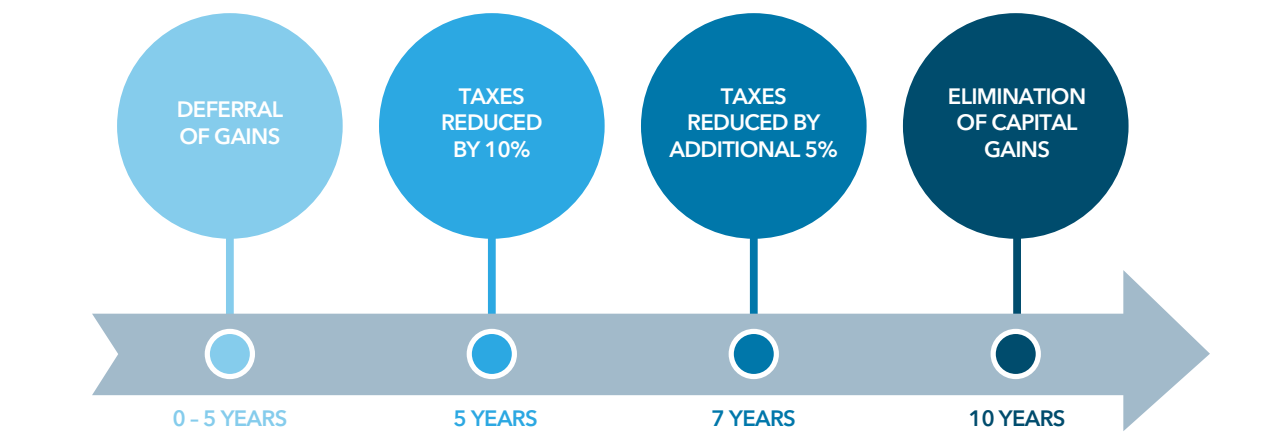 DEFERRAL
OF GAINS
TAXES
REDUCED
BY 10%
TAXES
REDUCED BY
ADDITIONAL 5%
ELIMINATION
OF CAPITAL
GAINS
0 – 5 YEARS
5 YEARS
7 YEARS
10 YEARS